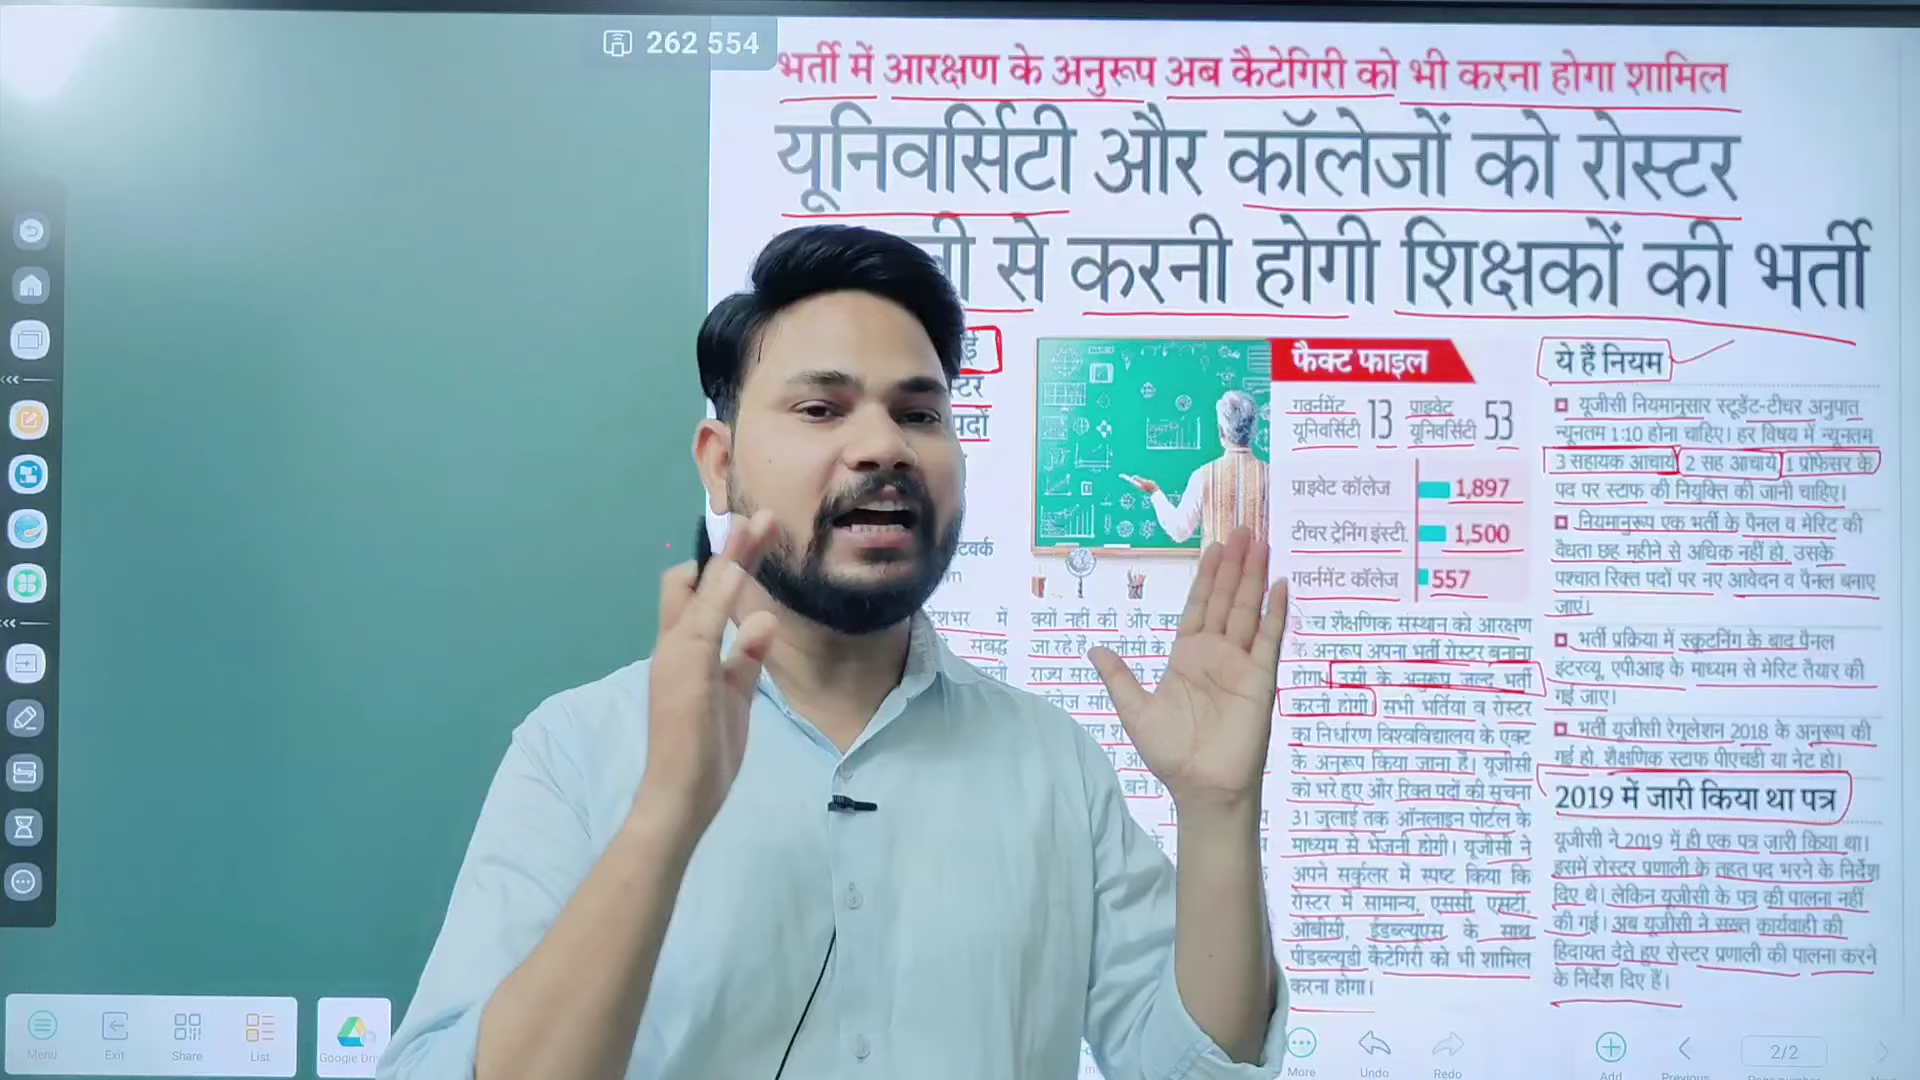 262 554
भर्ती में आरक्षण के अनुरूप अब कैटेगिरी को भी करना होगा शामिल
यूनिवर्सिटी और कॉलेजों को रोस्टर
से करनी होगी शिक्षकों की भर्ती
स्टर
पदों
टवर्क
देशभर में
संबद्ध
क्यों नहीं की और
जा रहे हैं। यूजीसी के
फैक्ट फाइल
गवर्नमेंट यूनिवर्सिटी 13
प्राइवेट यूनिवर्सिटी 53
प्राइवेट कॉलेज 1,897
टीचर ट्रेनिंग इंस्टी. 1,500
गवर्नमेंट कॉलेज 557
शैक्षणिक संस्थान को आरक्षण
के अनुरूप अपना भर्ती रोस्टर बनाना
होगा। उसी के अनुरूप जल्द भर्ती
करनी होगी। सभी भर्तियां व रोस्टर
का निर्धारण विश्वविद्यालय के एक्ट
के अनुरूप किया जाना है। यूजीसी
को भरे हुए और रिक्त पदों की सूचना
31 जुलाई तक ऑनलाइन पोर्टल के
माध्यम से भेजनी होगी। यूजीसी ने
अपने सर्कुलर में स्पष्ट किया कि
रोस्टर में सामान्य, एससी, एसटी,
ओबीसी, ईडब्ल्यूएस के साथ
पीडब्ल्यूडी कैटेगिरी को भी शामिल
करना होगा।
ये हैं नियम
यूजीसी नियमानुसार स्टूडेंट-टीचर अनुपात
न्यूनतम 1:10 होना चाहिए। हर विषय में न्यूनतम
3 सहायक आचार्य 2 सह आचार्य 1 प्रोफेसर के
पद पर स्टाफ की नियुक्ति की जानी चाहिए।
नियमानुरूप एक भर्ती के पैनल व मेरिट की
वैधता छह महीने से अधिक नहीं हो, उसके
पश्चात रिक्त पदों पर नए आवेदन व पैनल बनाए
जाएं।
भर्ती प्रक्रिया में स्क्रूटनिंग के बाद पैनल
इंटरव्यू, एपीआइ के माध्यम से मेरिट तैयार की
गई जाए।
भर्ती यूजीसी रेगुलेशन 2018 के अनुरूप की
गई हो, शैक्षणिक स्टाफ पीएचडी या नेट हो।
2019 में जारी किया था पत्र
यूजीसी ने 2019 में ही एक पत्र जारी किया था।
इसमें रोस्टर प्रणाली के तहत पद भरने के निर्देश
दिए थे। लेकिन यूजीसी के पत्र की पालना नहीं
की गई। अब यूजीसी ने सख्त कार्यवाही की
हिदायत देते हुए रोस्टर प्रणाली की पालना करने
के निर्देश दिए हैं।
Menu Exit Share List Google
More Undo Redo Add Previous 2/2